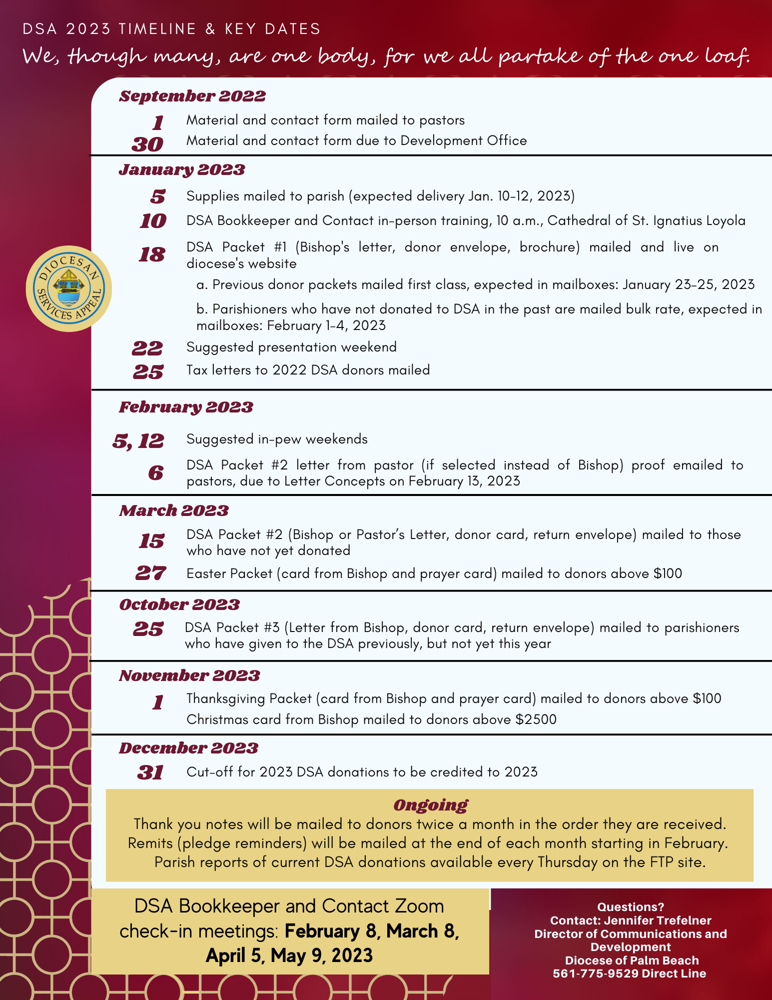 DSA 2023 TIMELINE & KEY DATES
We, though many, are one body, for we all partake of the one loaf.
September 2022
1 Material and contact form mailed to pastors
30 Material and contact form due to Development Office
January 2023
5 Supplies mailed to parish (expected delivery Jan. 10-12, 2023)
10 DSA Bookkeeper and Contact in-person training, 10 a.m., Cathedral of St. Ignatius Loyola
18 DSA Packet #1 (Bishop's letter, donor envelope, brochure) mailed and live on
diocese's website
a. Previous donor packets mailed first class, expected in mailboxes: January 23-25, 2023
b. Parishioners who have not donated to DSA in the past are mailed bulk rate, expected in
mailboxes: February 1-4, 2023
22 Suggested presentation weekend
25 Tax letters to 2022 DSA donors mailed
DIOCESAN
SERVICES APPEAL
February 2023
5, 12 Suggested in-pew weekends
6 DSA Packet #2 letter from pastor (if selected instead of Bishop) proof emailed to
pastors, due to Letter Concepts on February 13, 2023
March 2023
15 DSA Packet #2 (Bishop or Pastor’s Letter, donor card, return envelope) mailed to those
who have not yet donated
27 Easter Packet (card from Bishop and prayer card) mailed to donors above $100
October 2023
25 DSA Packet #3 (Letter from Bishop, donor card, return envelope) mailed to parishioners
who have given to the DSA previously, but not yet this year
November 2023
1 Thanksgiving Packet (card from Bishop and prayer card) mailed to donors above $100
Christmas card from Bishop mailed to donors above $2500
December 2023
31 Cut-off for 2023 DSA donations to be credited to 2023
Ongoing
Thank you notes will be mailed to donors twice a month in the order they are received.
Remits (pledge reminders) will be mailed at the end of each month starting in February.
Parish reports of current DSA donations available every Thursday on the FTP site.
DSA Bookkeeper and Contact Zoom
check-in meetings: February 8, March 8,
April 5, May 9, 2023
Questions?
Contact: Jennifer Trefelner
Director of Communications and
Development
Diocese of Palm Beach
561-775-9529 Direct Line